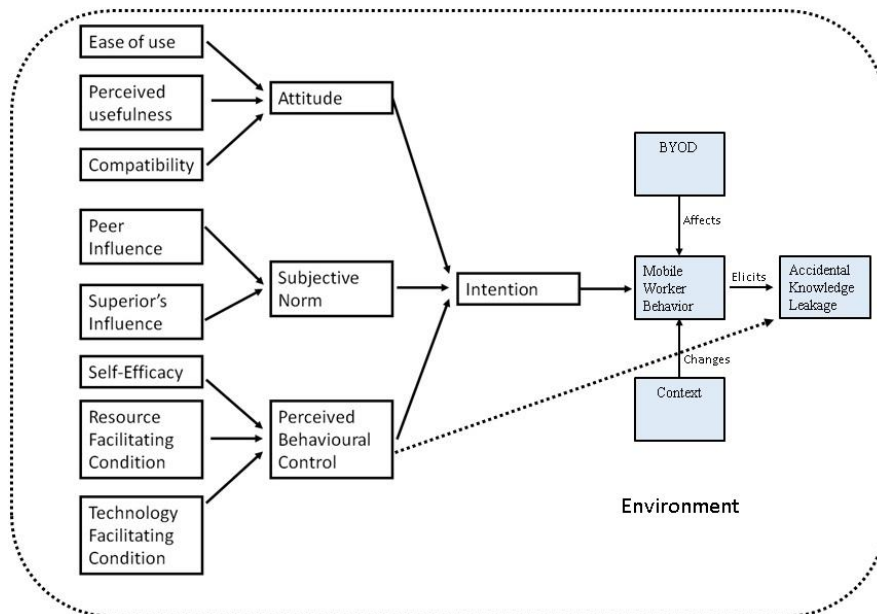 Ease of use
Perceived
usefulness
Compatibility
Attitude
Peer
Influence
Superior's
Influence
Subjective
Norm
Self-Efficacy
Resource
Facilitating
Condition
Technology
Facilitating
Condition
Perceived
Behavioural
Control
Intention
BYOD
Affects
Mobile
Worker
Behavior
Elicits
Accidental
Knowledge
Leakage
Changes
Context
Environment